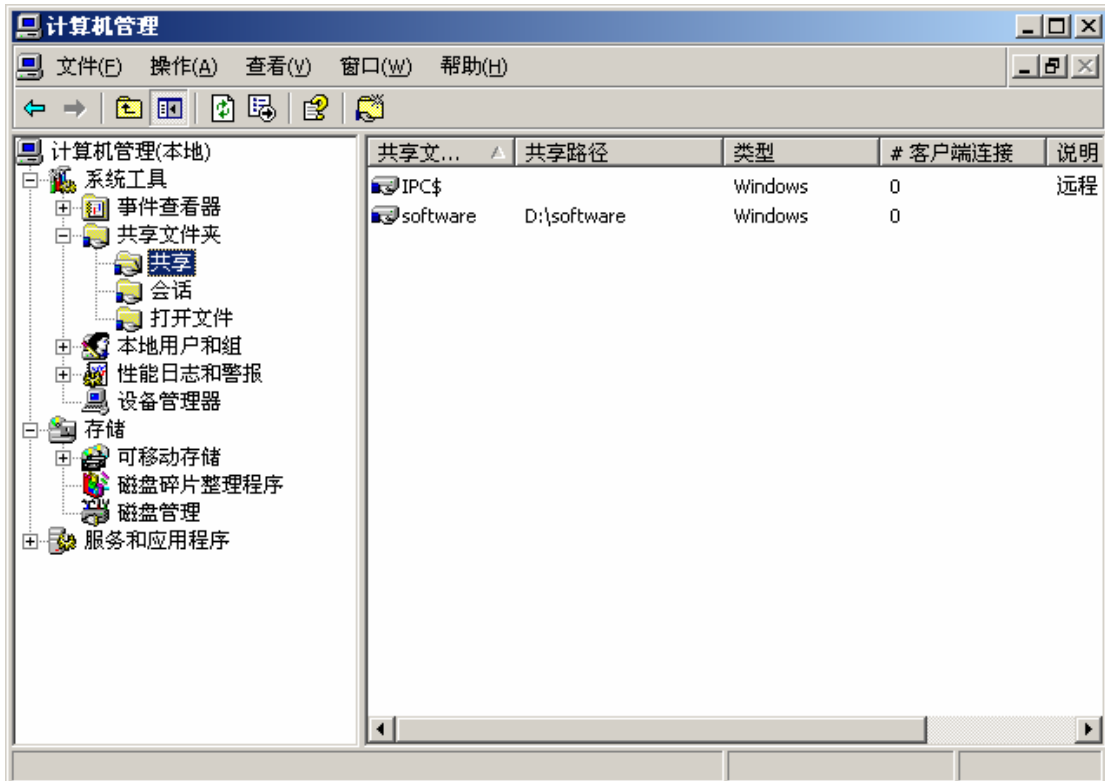 计算机管理
文件(F) 操作(A) 查看(V) 窗口(W) 帮助(H)
计算机管理(本地)
系统工具
事件查看器
共享文件夹
共享
会话
打开文件
本地用户和组
性能日志和警报
设备管理器
存储
可移动存储
磁盘碎片整理程序
磁盘管理
服务和应用程序
共享文... 共享路径 类型 # 客户端连接 说明
IPC$ Windows 0 远程
software D:\software Windows 0